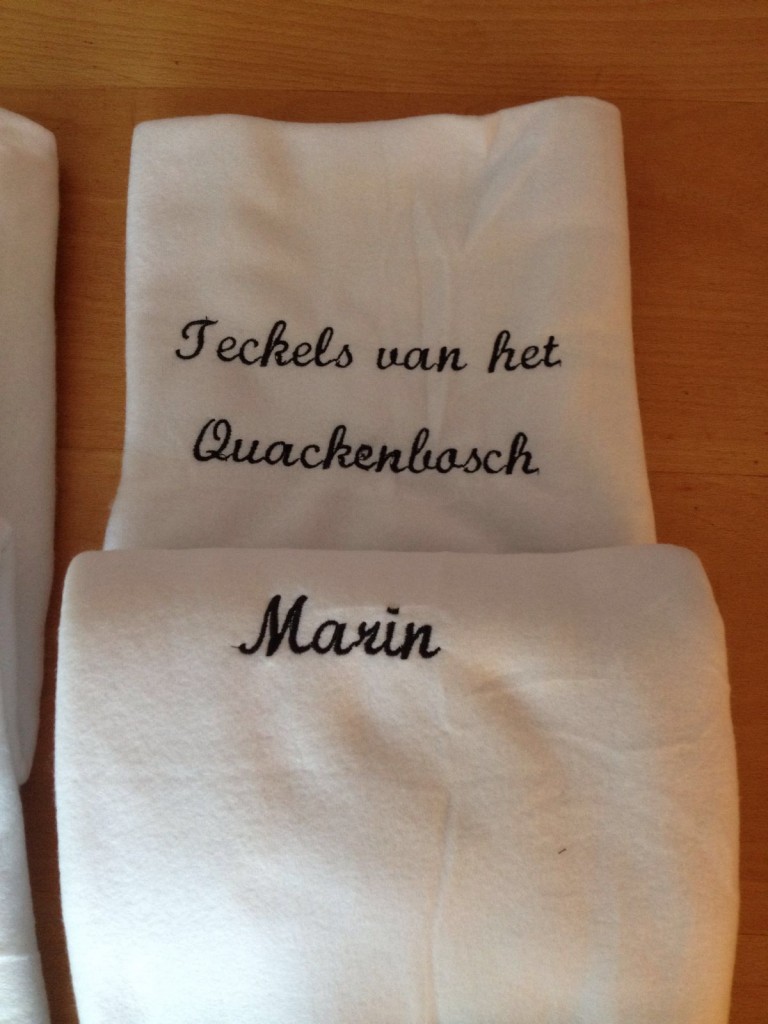 Teckels van het
Quackenbosch
Marin